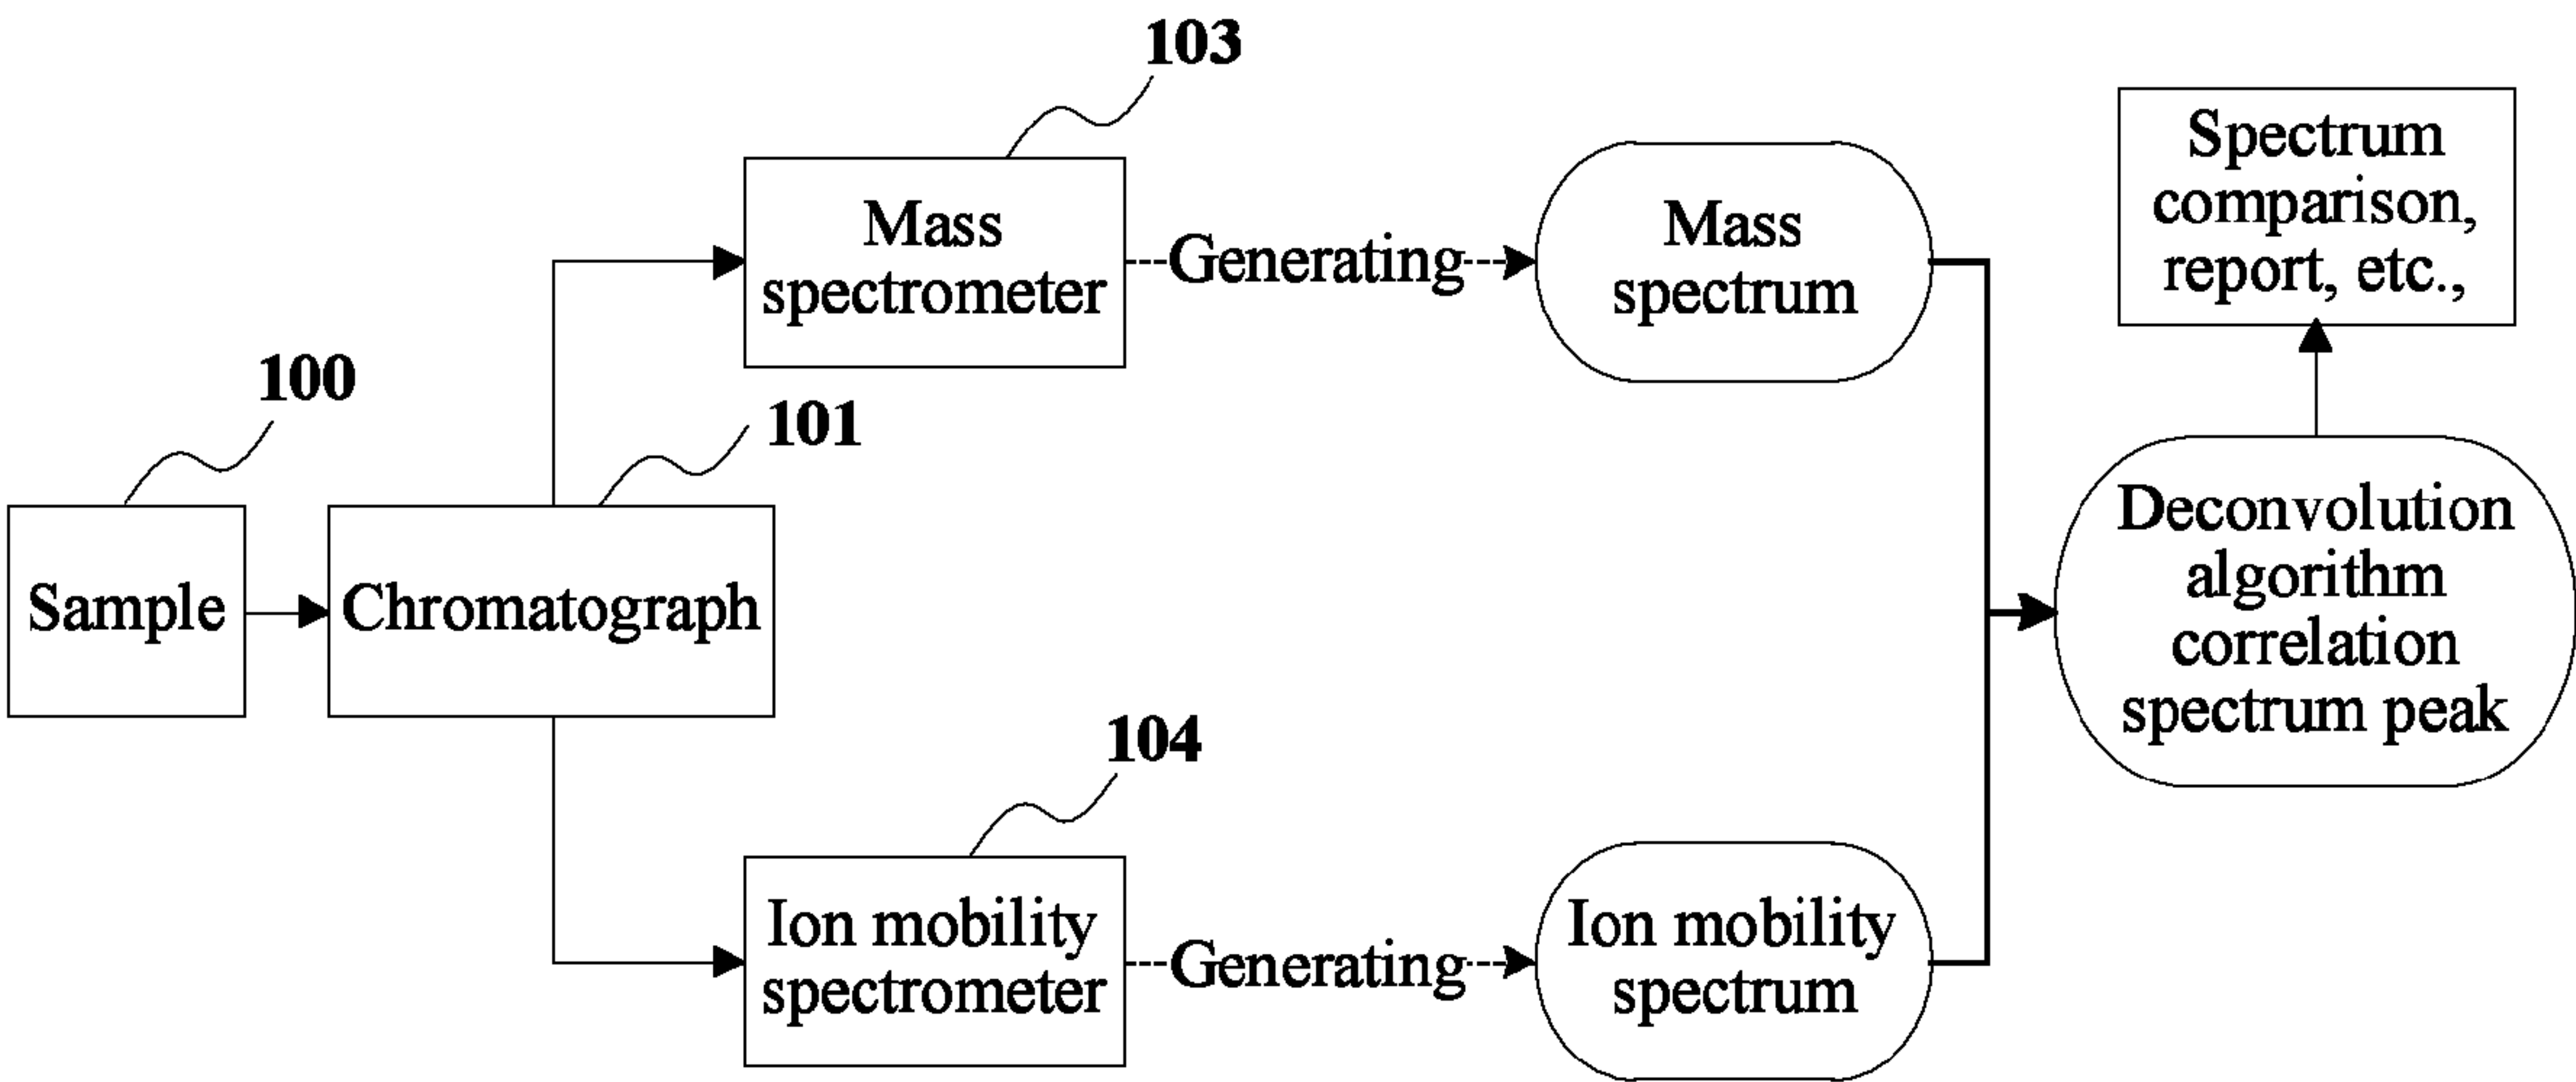 103
Mass
spectrometer
Generating
Mass
spectrum
Spectrum
comparison,
report, etc.,
100
Sample
101
Chromatograph
Deconvolution
algorithm
correlation
spectrum peak
104
Ion mobility
spectrometer
Generating
Ion mobility
spectrum